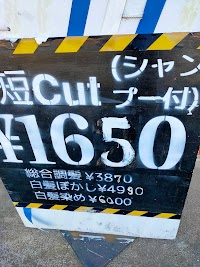 短Cut(シャンプー付)
¥1650
総合調髪 ¥3870
白髪ぼかし ¥4990
白髪染め ¥6000